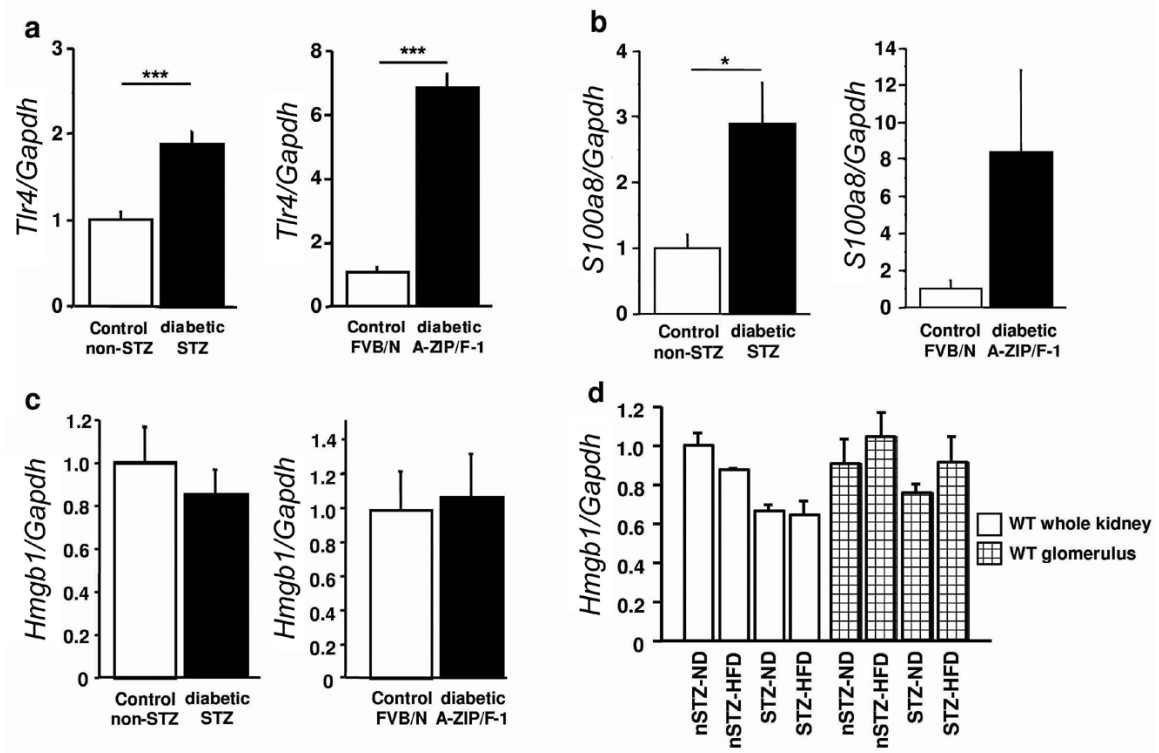 a
Tlr4/Gapdh
3
2
1
0
***
Control
non-STZ
diabetic
STZ
Tlr4/Gapdh
8
6
4
2
0
***
Control
FVB/N
diabetic
A-ZIP/F-1
b
S100a8/Gapdh
4
3
2
1
0
*
Control
non-STZ
diabetic
STZ
S100a8/Gapdh
14
12
10
8
6
4
2
0
Control
FVB/N
diabetic
A-ZIP/F-1
c
Hmgb1/Gapdh
1.2
1.0
0.8
0.6
0.4
0.2
0
Control
non-STZ
diabetic
STZ
Hmgb1/Gapdh
1.4
1.2
1.0
0.8
0.6
0.4
0.2
0
Control
FVB/N
diabetic
A-ZIP/F-1
d
Hmgb1/Gapdh
1.2
1.0
0.8
0.6
0.4
0.2
0
nSTZ-ND
nSTZ-HFD
STZ-ND
STZ-HFD
nSTZ-ND
nSTZ-HFD
STZ-ND
STZ-HFD
WT whole kidney
WT glomerulus